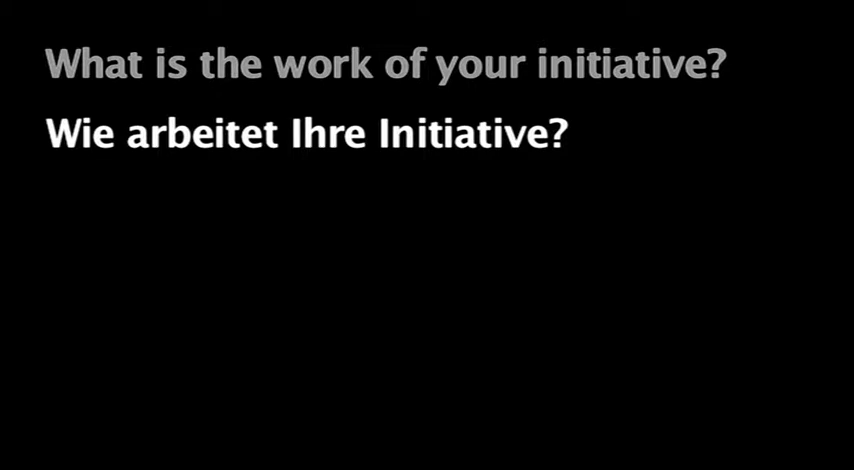 What is the work of your initiative?
Wie arbeitet Ihre Initiative?